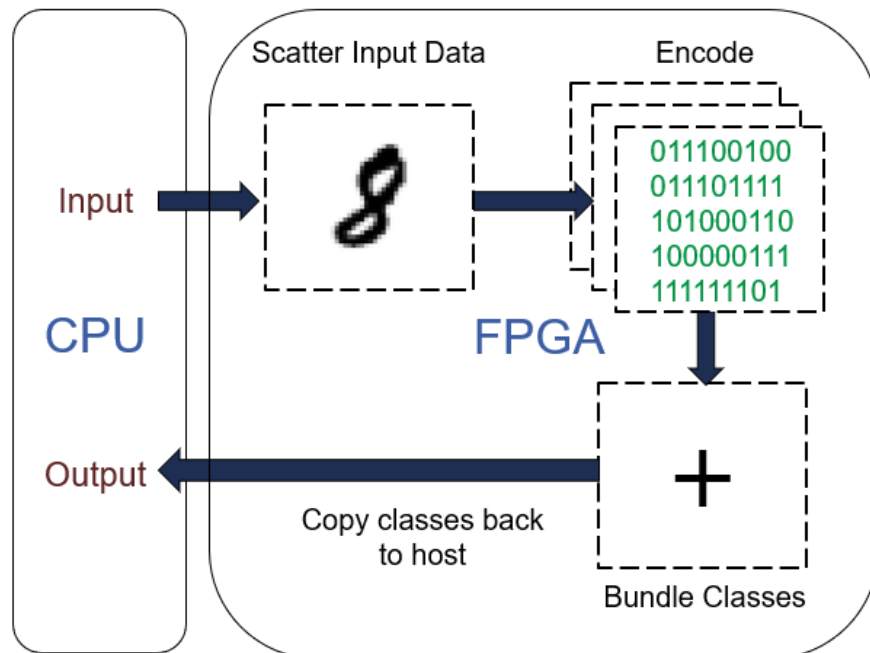 Scatter Input Data
Encode
8
011100100
011101111
101000110
100000111
111111101
Input
CPU
FPGA
+
Output
Copy classes back
to host
Bundle Classes